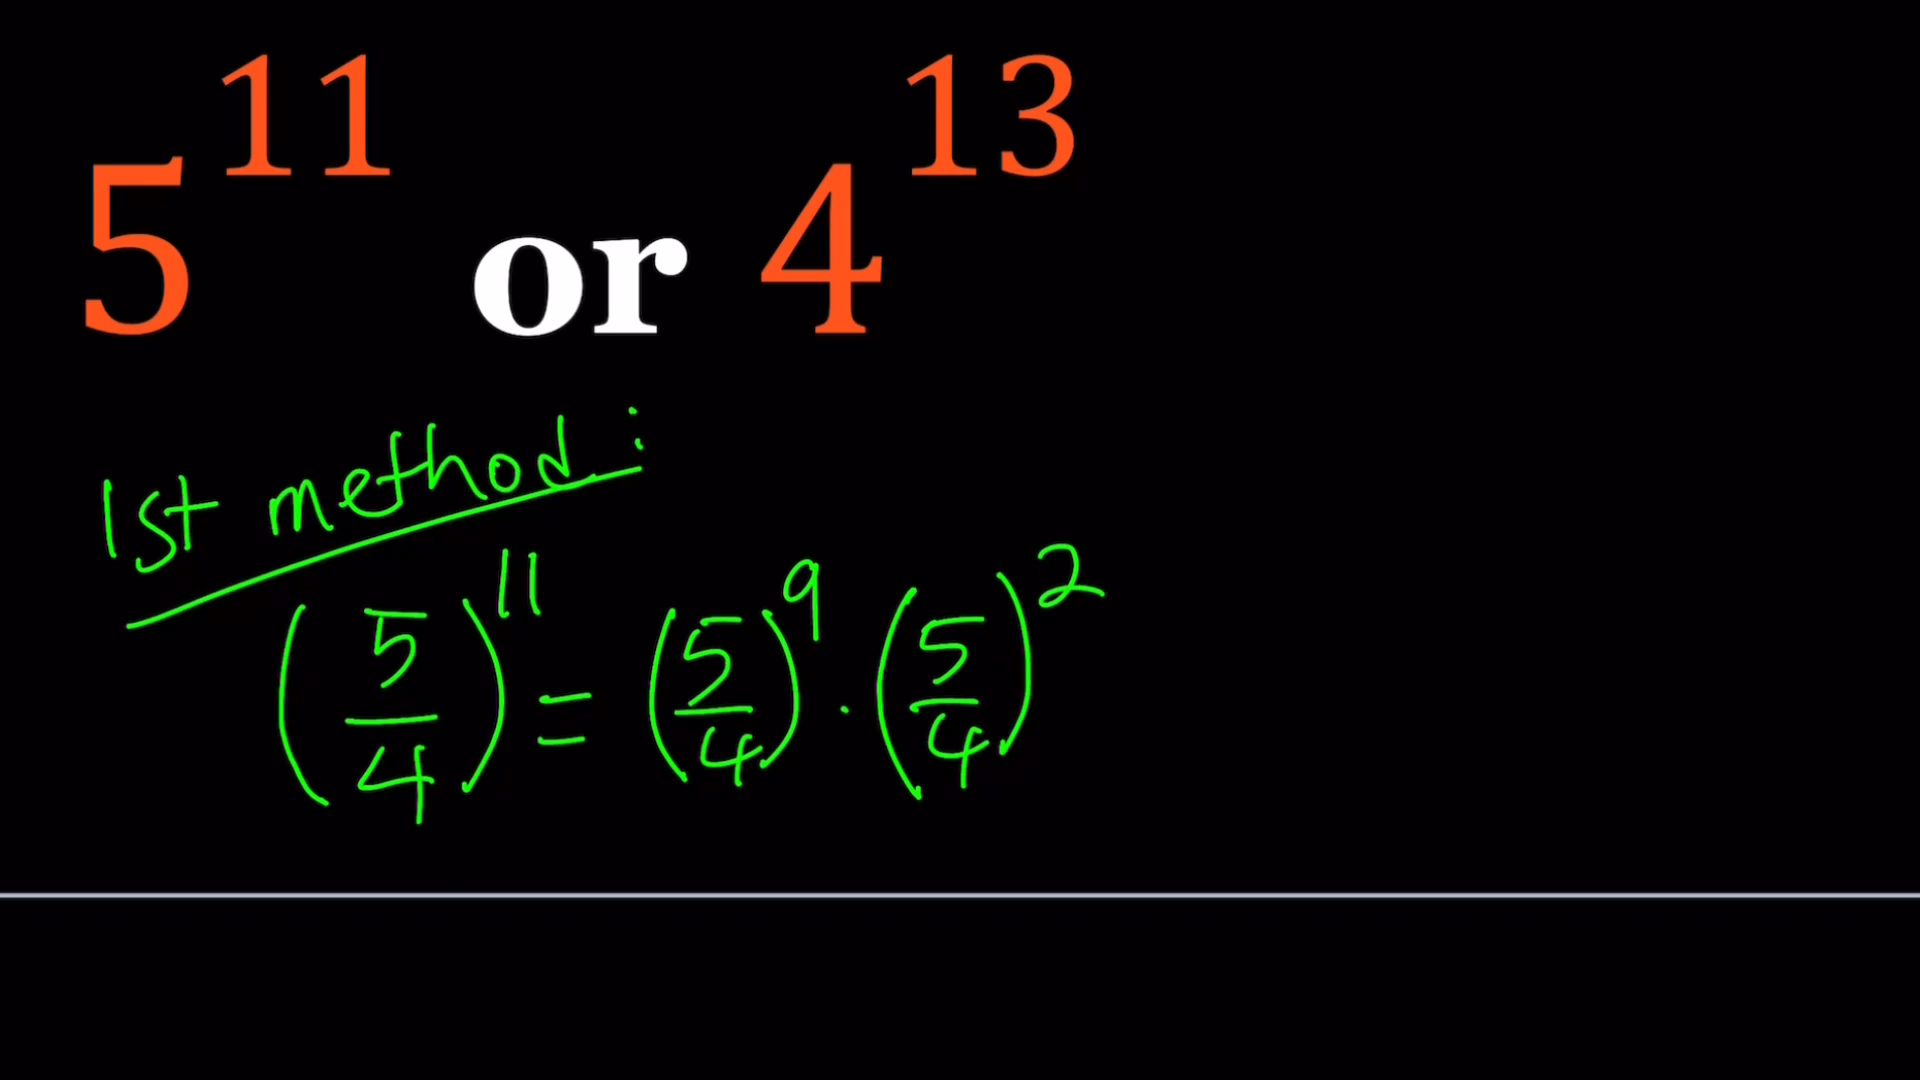 5^11 or 4^13
1st method:
(5/4)^11 = (5/4)^9 · (5/4)^2